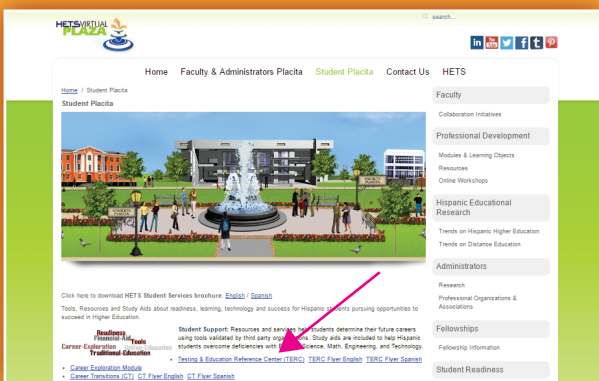 search...
HETS VIRTUAL
PLAZA
Home Faculty & Administrators Placita Student Placita Contact Us HETS
Home / Student Placita
Student Placita
FACULTY PLACITA
STUDENTS PLACITA
Click here to download HETS Student Services brochure: English / Spanish
Tools, Resources and Study Aids about readiness, learning, technology and success for Hispanic students pursuing opportunities to
succeed in Higher Education.
Readiness
Financial-Aid
Tools
Career-Exploration
Online-Education
Traditional-Education
Student Support: Resources and services help students determine their future careers
using tools validated by third party organizations. Study aids are included to help Hispanic
students overcome deficiencies with Science, Math, Engineering, and Technology.
Testing & Education Reference Center (TERC) TERC Flyer English TERC Flyer Spanish
Career Exploration Module
Career Transitions (CT) CT Flyer English CT Flyer Spanish
Faculty
Collaboration Initiatives
Professional Development
Modules & Learning Objects
Resources
Online Workshops
Hispanic Educational
Research
Trends on Hispanic Higher Education
Trends on Distance Education
Administrators
Research
Professional Organizations &
Associations
Fellowships
Fellowship Information
Student Readiness